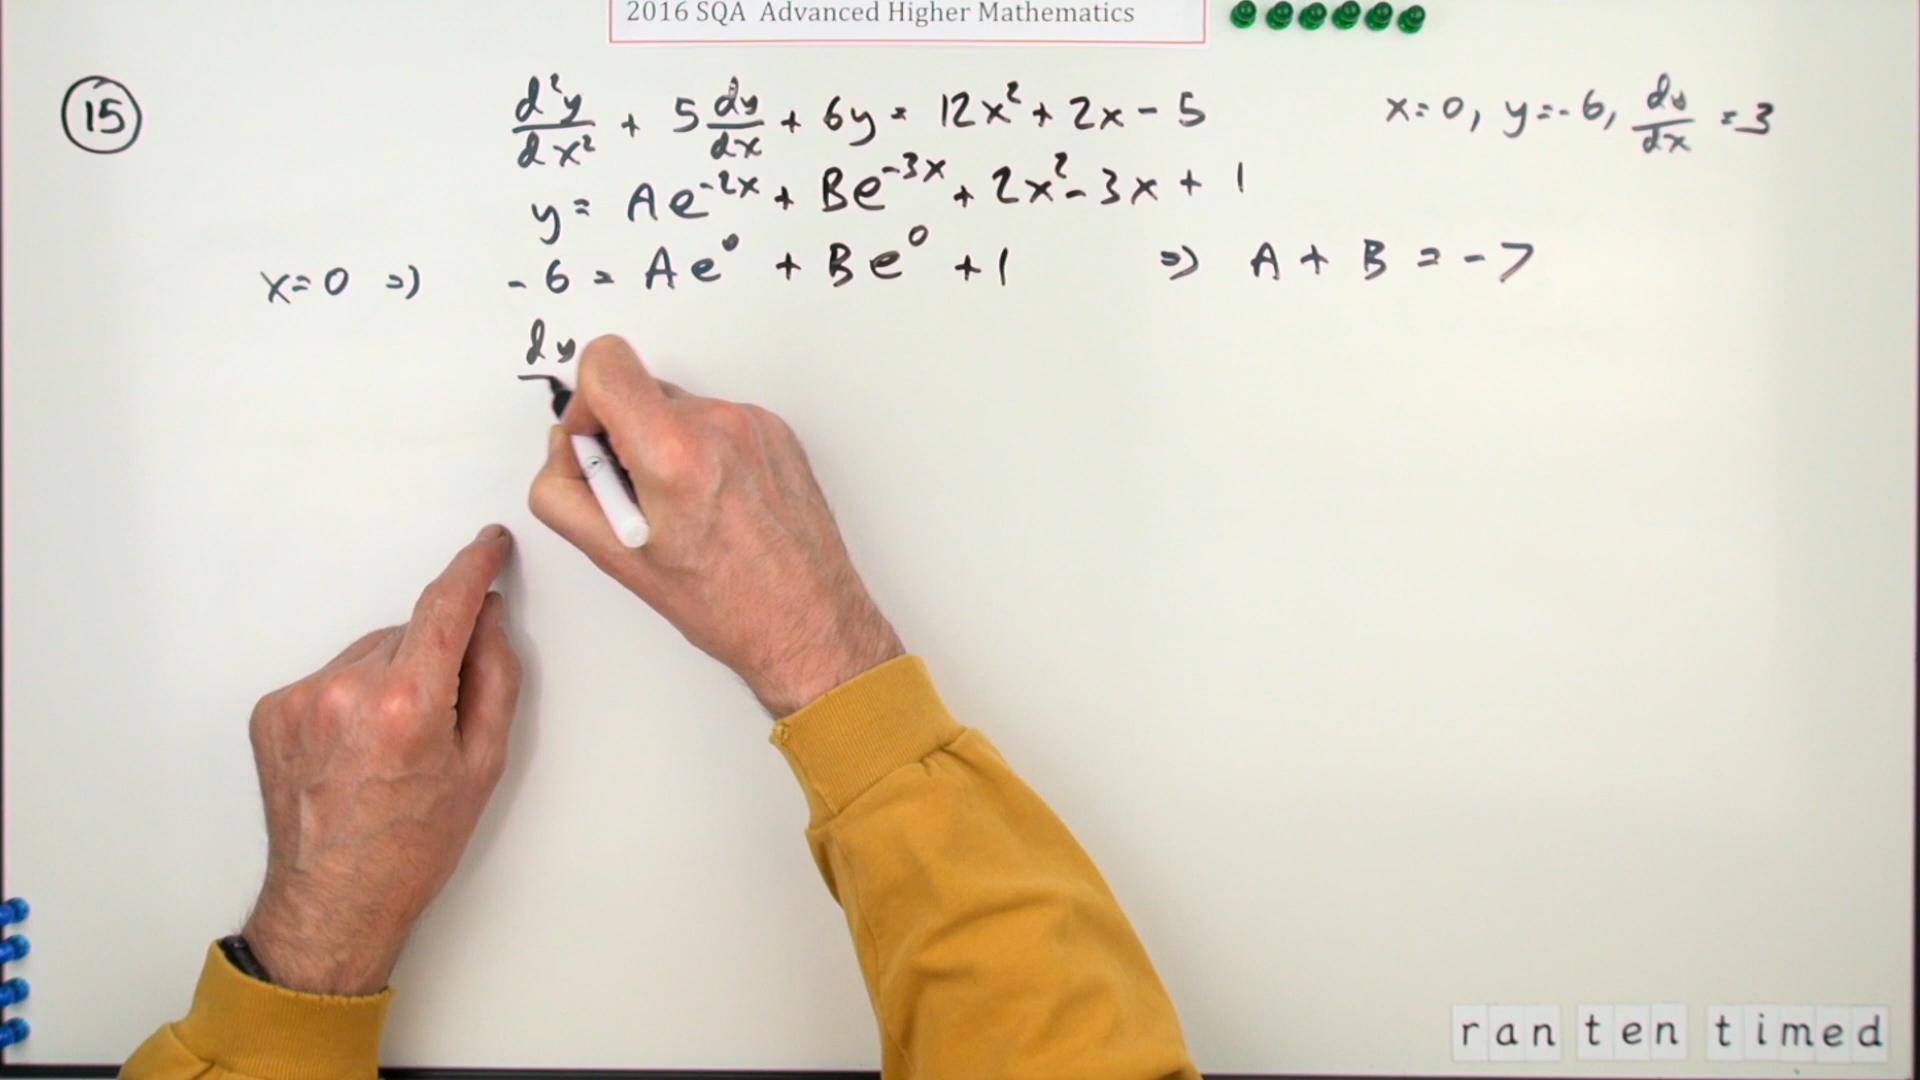 2016 SQA Advanced Higher Mathematics
15
d²y/dx² + 5 dy/dx + 6y = 12x² + 2x - 5
x=0, y=-6, dy/dx = 3
y = Ae⁻²ˣ + Be⁻³ˣ + 2x² - 3x + 1
x=0 => -6 = Ae⁰ + Be⁰ + 1 => A + B = -7
dy
ran ten timed